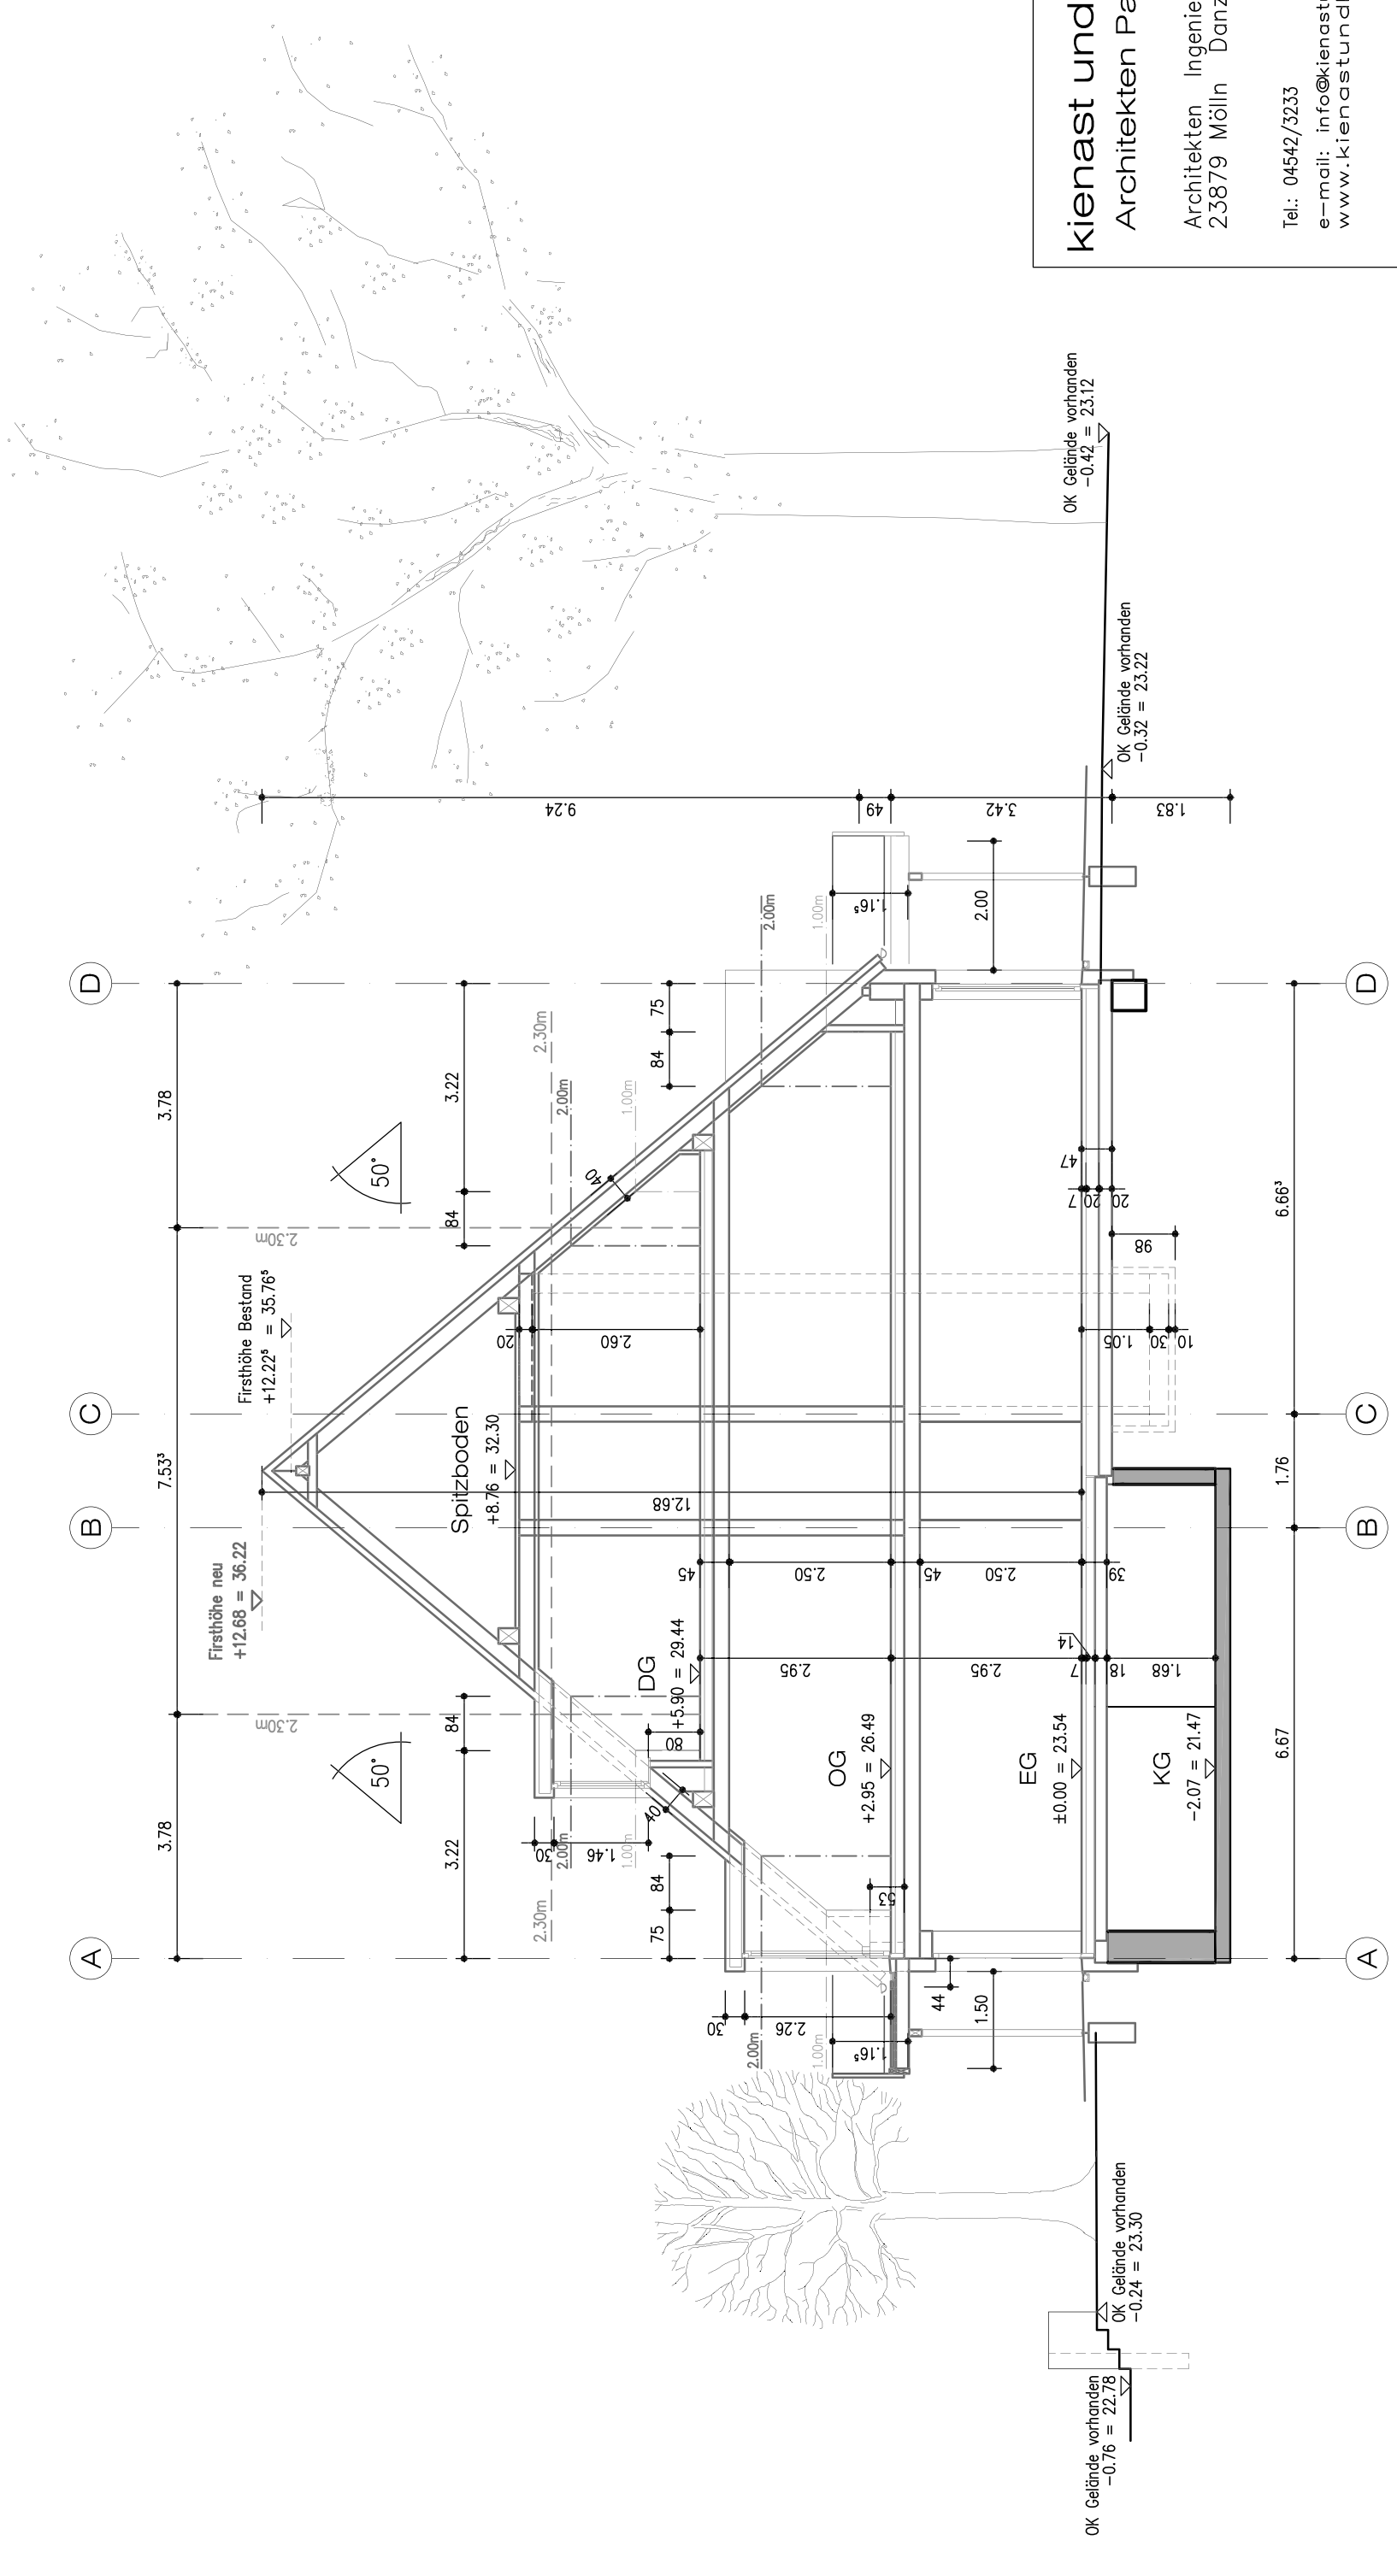 D
C
B
A
3.78
7.53³
3.78
2.30m
2.30m
50°
50°
Firsthöhe Bestand
+12.22⁵ = 35.76⁵
Firsthöhe neu
+12.68 = 36.22
3.22
84
84
3.22
Spitzboden
+8.76 = 32.30
12.68
20
2.60
2.30m
2.00m
1.00m
40
75
84
2.00m
1.00m
DG
+5.90 = 29.44
80
40
30
1.46
2.30m
2.00m
1.00m
84
75
53
45
2.50
45
2.50
39
2.95
2.95
14
7
18
1.68
OG
+2.95 = 26.49
EG
±0.00 = 23.54
KG
-2.07 = 21.47
30
2.26
2.00m
1.00m
1.16⁵
44
1.50
9.24
49
3.42
1.83
1.16⁵
2.00
47
7
20
20
98
1.05
30
10
6.66³
1.76
6.67
D
C
B
A
OK Gelände vorhanden
-0.42 = 23.12
OK Gelände vorhanden
-0.32 = 23.22
OK Gelände vorhanden
-0.24 = 23.30
OK Gelände vorhanden
-0.76 = 22.78
kienast und
Architekten Pa
Architekten Ingenie
23879 Mölln Danz
Tel.: 04542/3233
e-mail: info@kienastu
www.kienastund